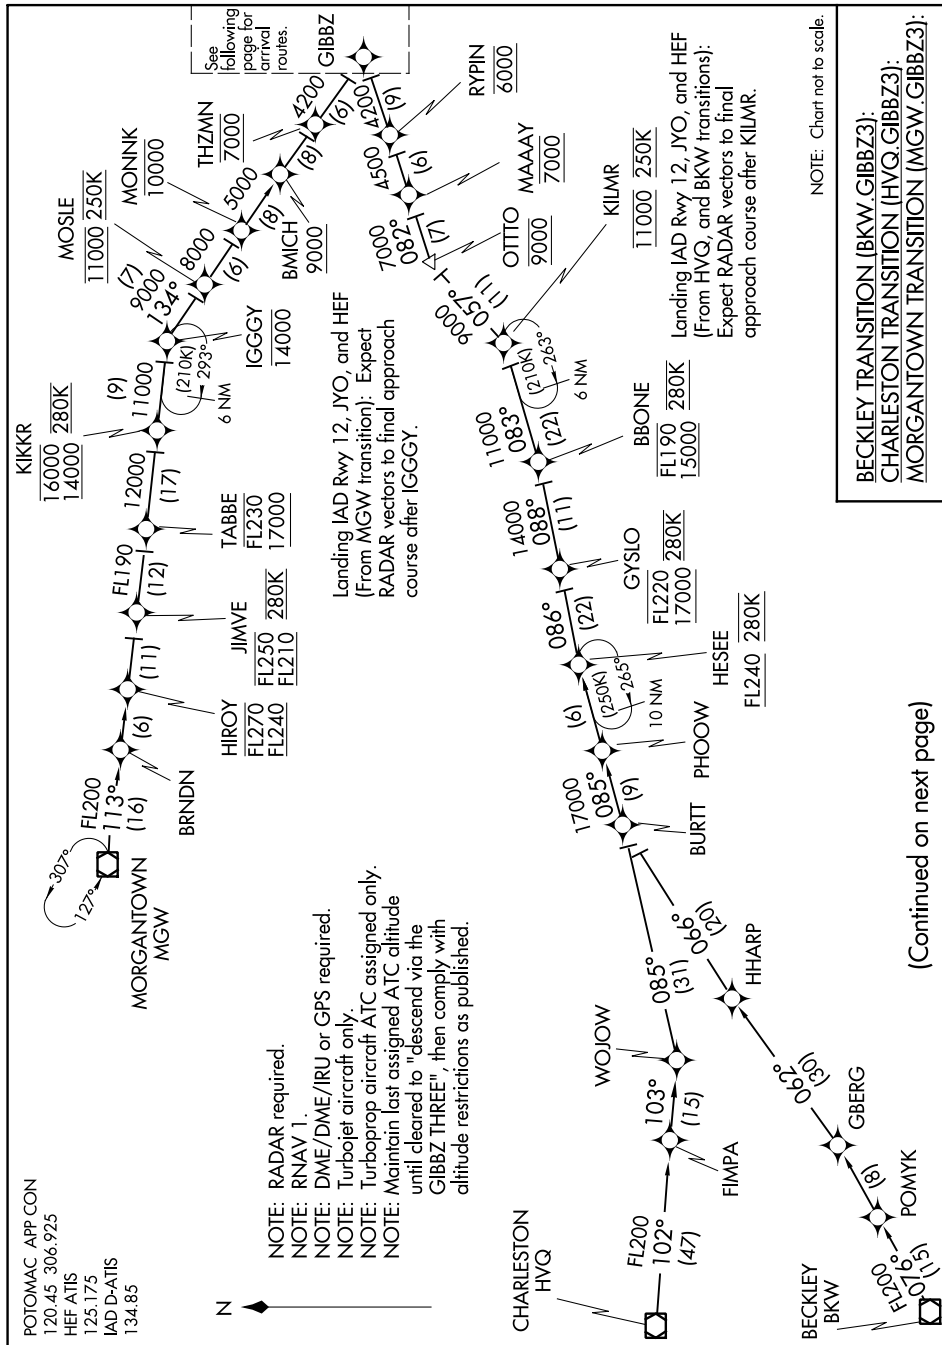 POTOMAC APP CON
120.45 306.925
HEF ATIS
125.175
IAD D-ATIS
134.85
N
NOTE: RADAR required.
NOTE: RNAV 1.
NOTE: DME/DME/IRU or GPS required.
NOTE: Turbojet aircraft only.
NOTE: Turboprop aircraft ATC assigned only.
NOTE: Maintain last assigned ATC altitude
until cleared to "descend via the
GIBBZ THREE", then comply with
altitude restrictions as published.
MORGANTOWN
MGW
307°
127°
FL200
113°
(16)
BRNDN
(6)
HIROY
FL270
FL240
(11)
JIMVE
FL250 280K
FL210
FL190
(12)
TABBE
FL230
17000
12000
(17)
KIKKR
16000 280K
14000
(9)
11000
(210K)
293°
6 NM
IGGGY
14000
(7)
9000
134°
MOSLE
11000 250K
8000
(6)
MONNK
10000
5000
(8)
BMICH
9000
(8)
THZMN
7000
4200
(6)
See
following
page for
arrival
routes.
GIBBZ
Landing IAD Rwy 12, JYO, and HEF
(From MGW transition): Expect
RADAR vectors to final approach
course after IGGGY.
CHARLESTON
HVQ
FL200
102°
(47)
FIMPA
103°
(15)
WOJOW
085°
(31)
BECKLEY
BKW
FL200
076°
(15)
POMYK
(8)
GBERG
062°
(30)
HHARP
066°
(20)
BURTT
17000
085°
(9)
PHOOW
(6)
(250K)
265°
10 NM
HESEE
FL240 280K
086°
(22)
GYSLO
FL220 280K
17000
14000
088°
(11)
BBONE
FL190 280K
15000
11000
083°
(22)
(210K)
263°
6 NM
KILMR
11000 250K
9000
057°
(11)
OTTTO
9000
7000
082°
(7)
MAAAY
7000
4500
(6)
RYPIN
6000
4200
(9)
Landing IAD Rwy 12, JYO, and HEF
(From HVQ, and BKW transitions):
Expect RADAR vectors to final
approach course after KILMR.
NOTE: Chart not to scale.
BECKLEY TRANSITION (BKW.GIBBZ3):
CHARLESTON TRANSITION (HVQ.GIBBZ3):
MORGANTOWN TRANSITION (MGW.GIBBZ3):
(Continued on next page)